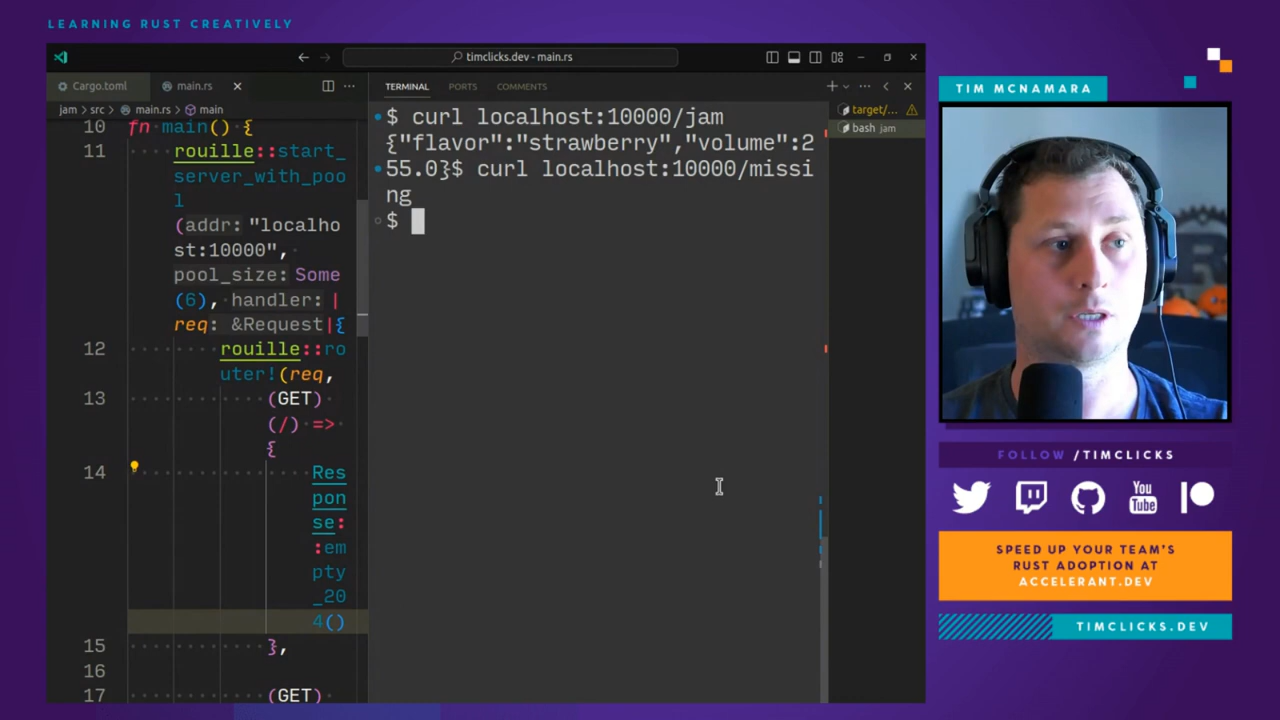 LEARNING RUST CREATIVELY
timclicks.dev - main.rs
Cargo.toml
main.rs
jam > src > main.rs > main
10 fn main() {
11 rouille::start_
server_with_poo
l
(addr: "localho
st:10000",
pool_size: Some
(6), handler: |
req: &Request|{
12 rouille::ro
uter!(req,
13 (GET)
(/) =>
{
14 Res
pon
se:
:em
pty
_20
4()
15 },
16
17 (GET)
TERMINAL PORTS COMMENTS
$ curl localhost:10000/jam
{"flavor":"strawberry","volume":2
55.0}$ curl localhost:10000/missi
ng
$
target/...
bash jam
TIM MCNAMARA
FOLLOW /TIMCLICKS
You
Tube
SPEED UP YOUR TEAM'S
RUST ADOPTION AT
ACCELERANT.DEV
TIMCLICKS.DEV